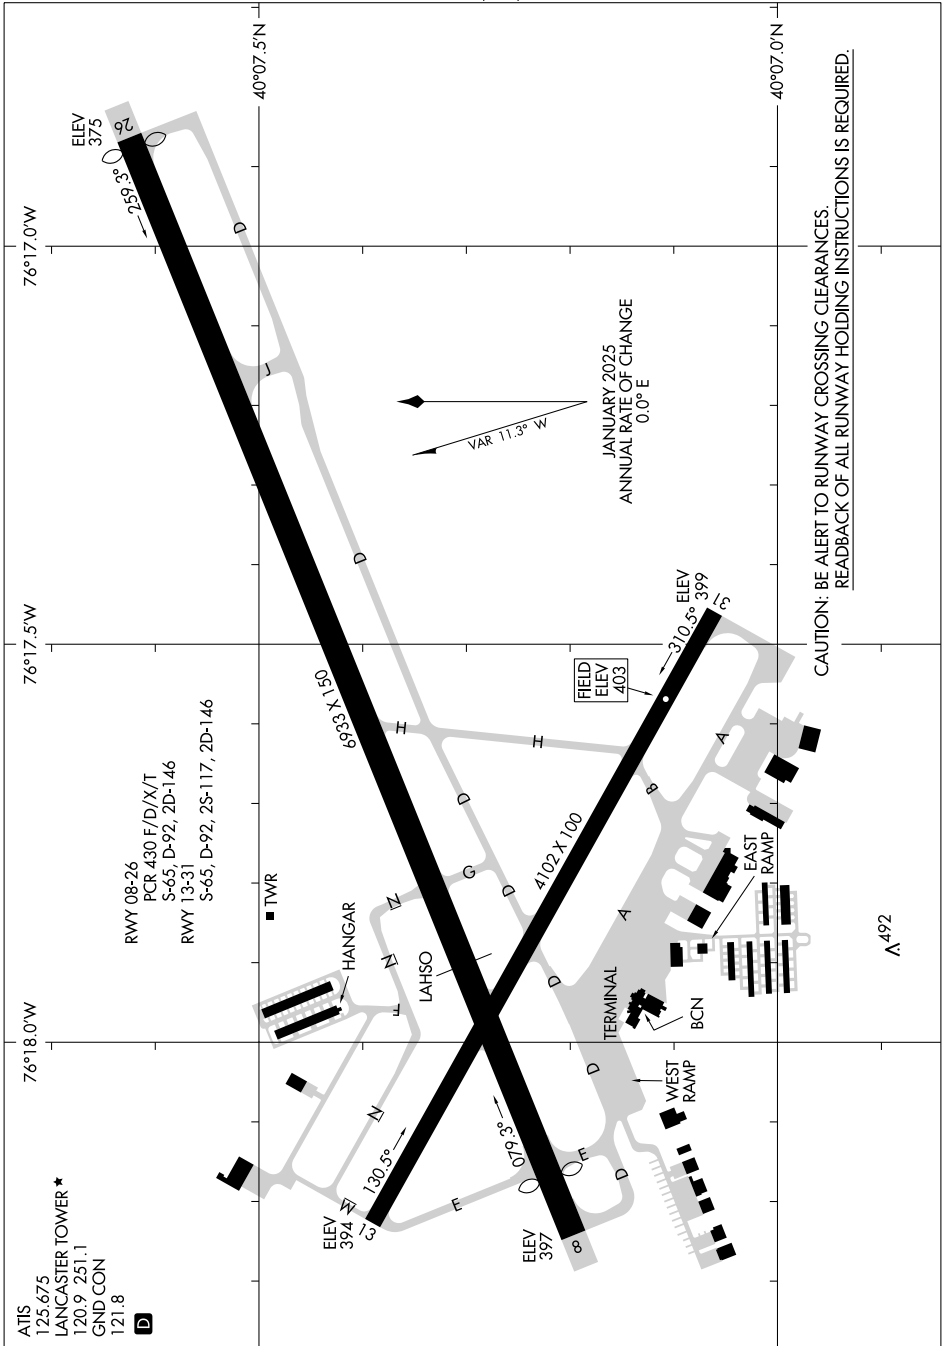 ATIS
125.675
LANCASTER TOWER★
120.9 251.1
GND CON
121.8
D
RWY 08-26
PCR 430 F/D/X/T
S-65, D-92, 2D-146
RWY 13-31
S-65, D-92, 2S-117, 2D-146
76°18.0'W
76°17.5'W
76°17.0'W
40°07.5'N
40°07.0'N
TWR
HANGAR
LAHSO
ELEV
375
26
259.3°
D
J
D
6933 X 150
H
H
D
G
D
N
N
F
N
M
13
ELEV
394
130.5°
E
E
079.3°
ELEV
397
8
D
D
D
4102 X 100
B
A
A
FIELD
ELEV
403
310.5°
ELEV
399
31
VAR 11.3° W
JANUARY 2025
ANNUAL RATE OF CHANGE
0.0° E
TERMINAL
BCN
WEST
RAMP
EAST
RAMP
492
CAUTION: BE ALERT TO RUNWAY CROSSING CLEARANCES.
READBACK OF ALL RUNWAY HOLDING INSTRUCTIONS IS REQUIRED.